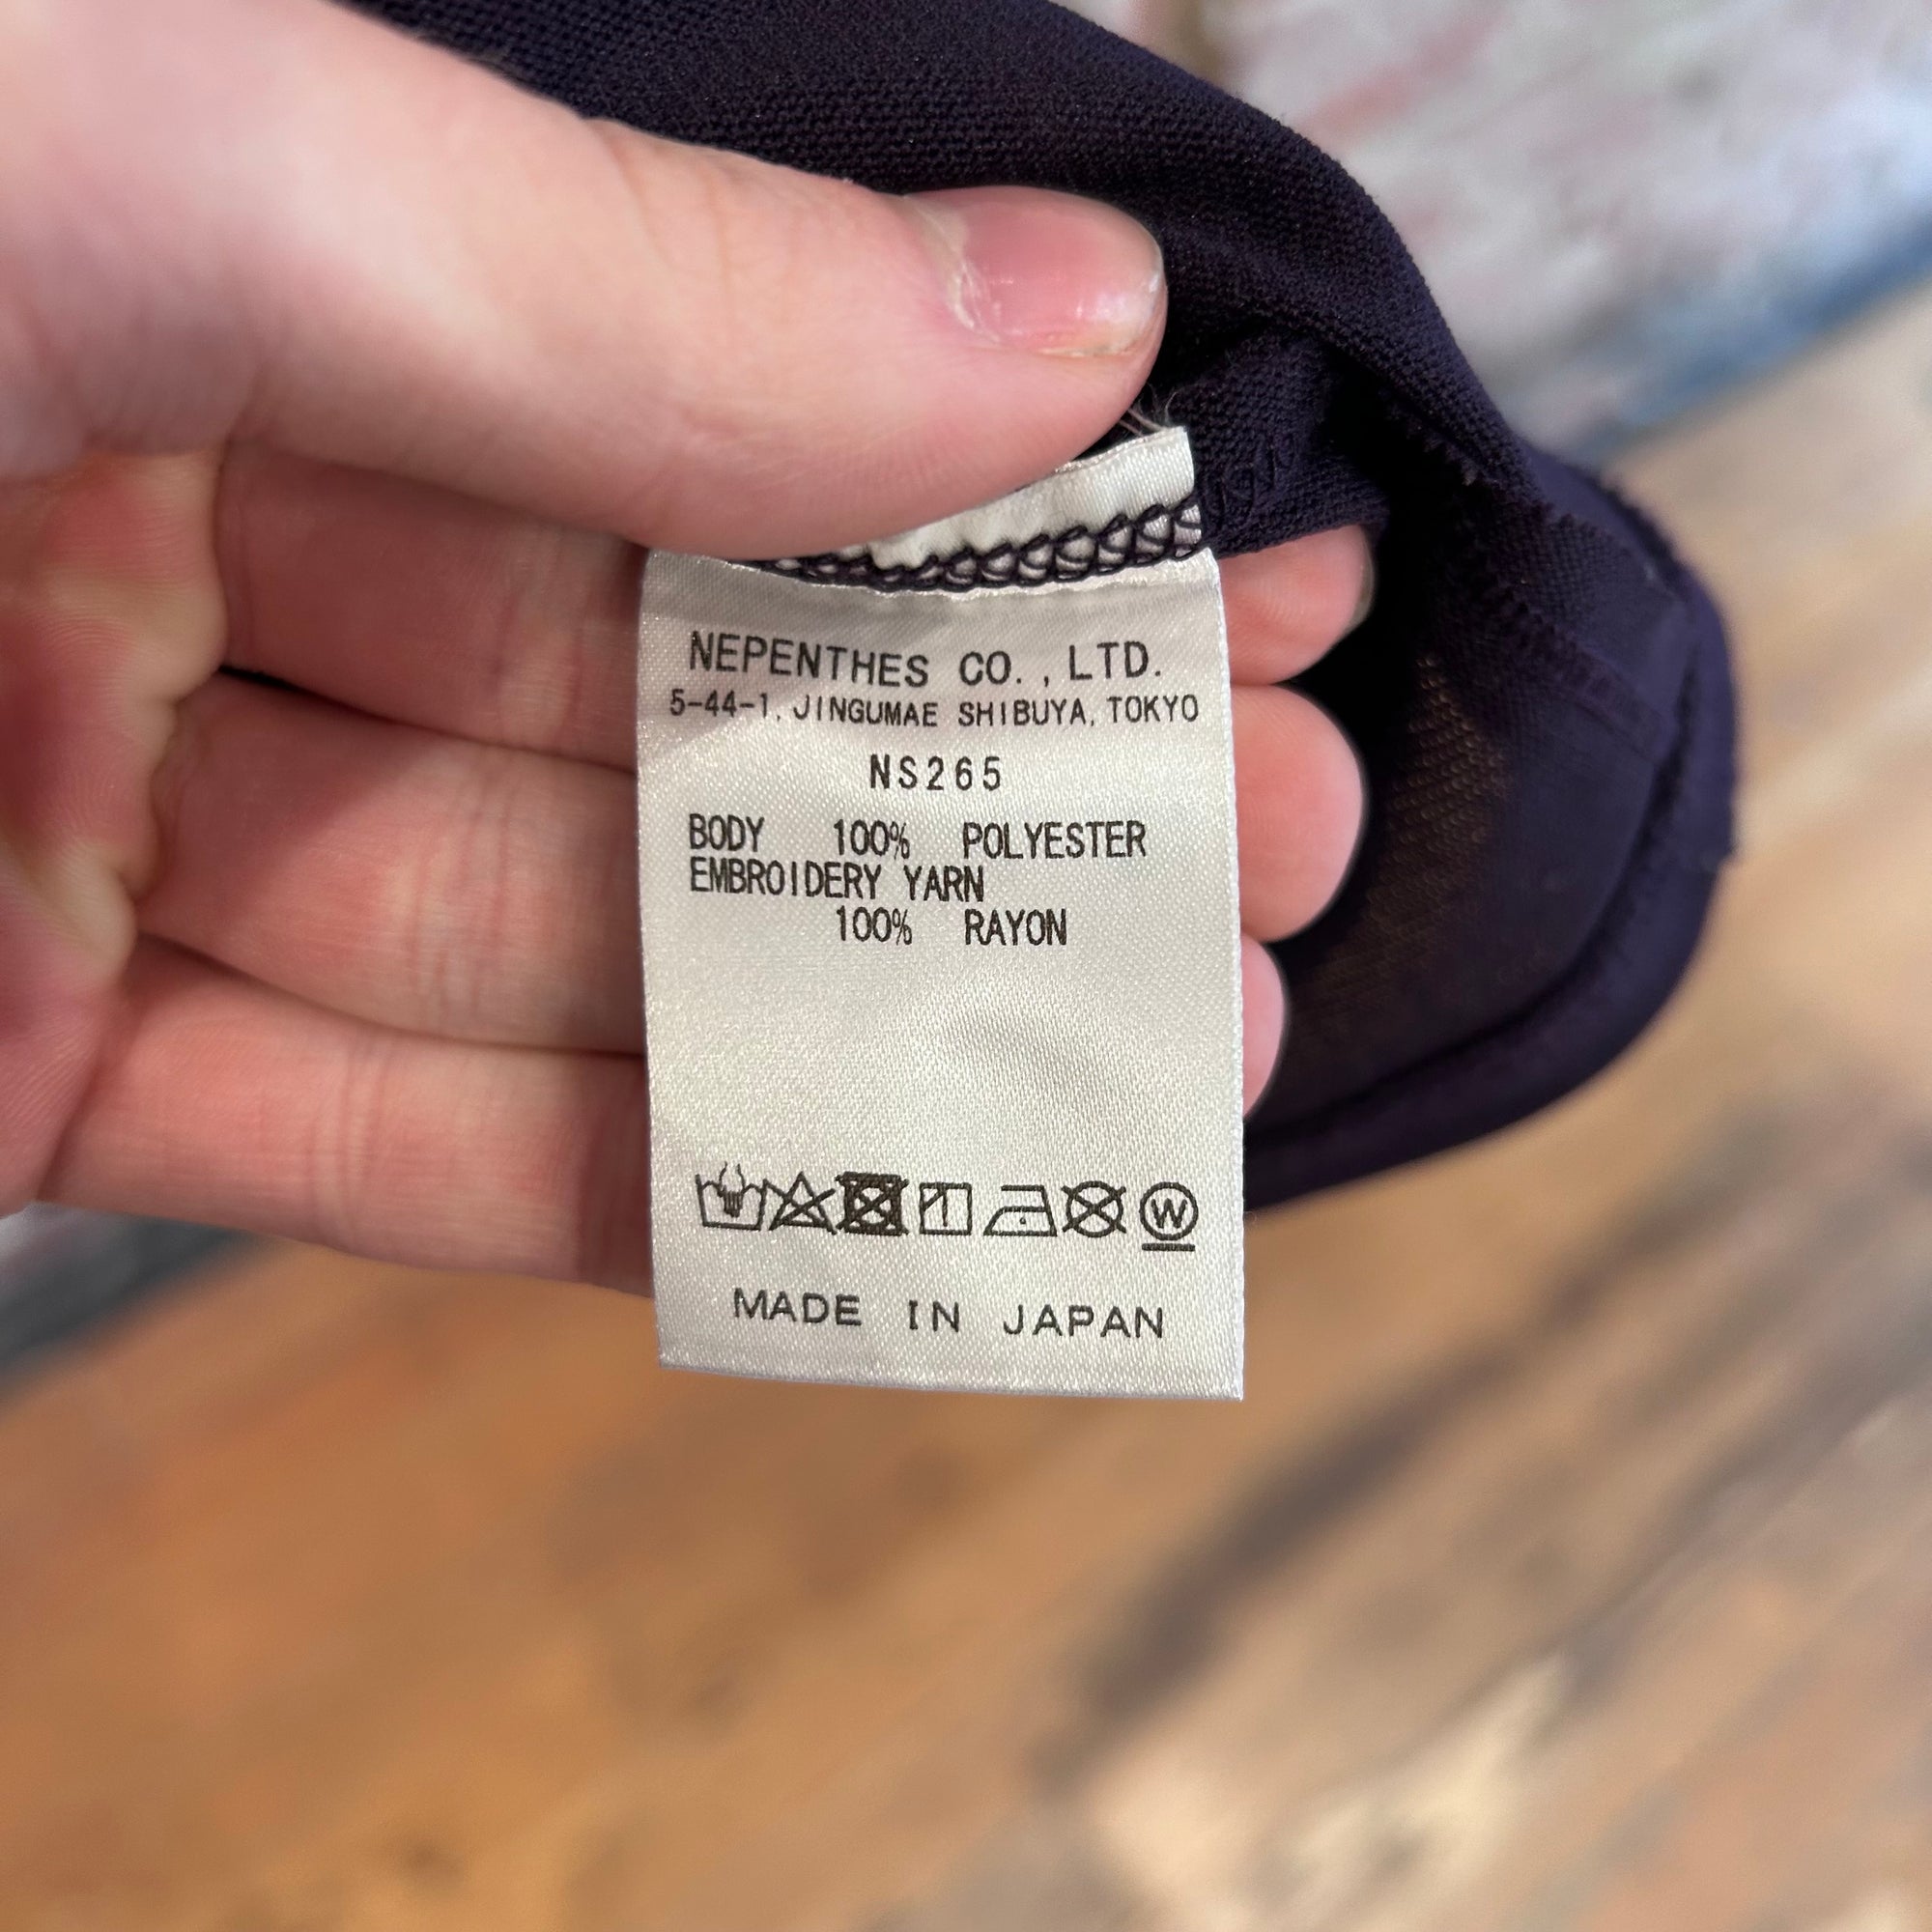 NEPENTHES CO., LTD.
5-44-1, JINGUMAE SHIBUYA, TOKYO
NS265
BODY 100% POLYESTER
EMBROIDERY YARN
100% RAYON
W
MADE IN JAPAN